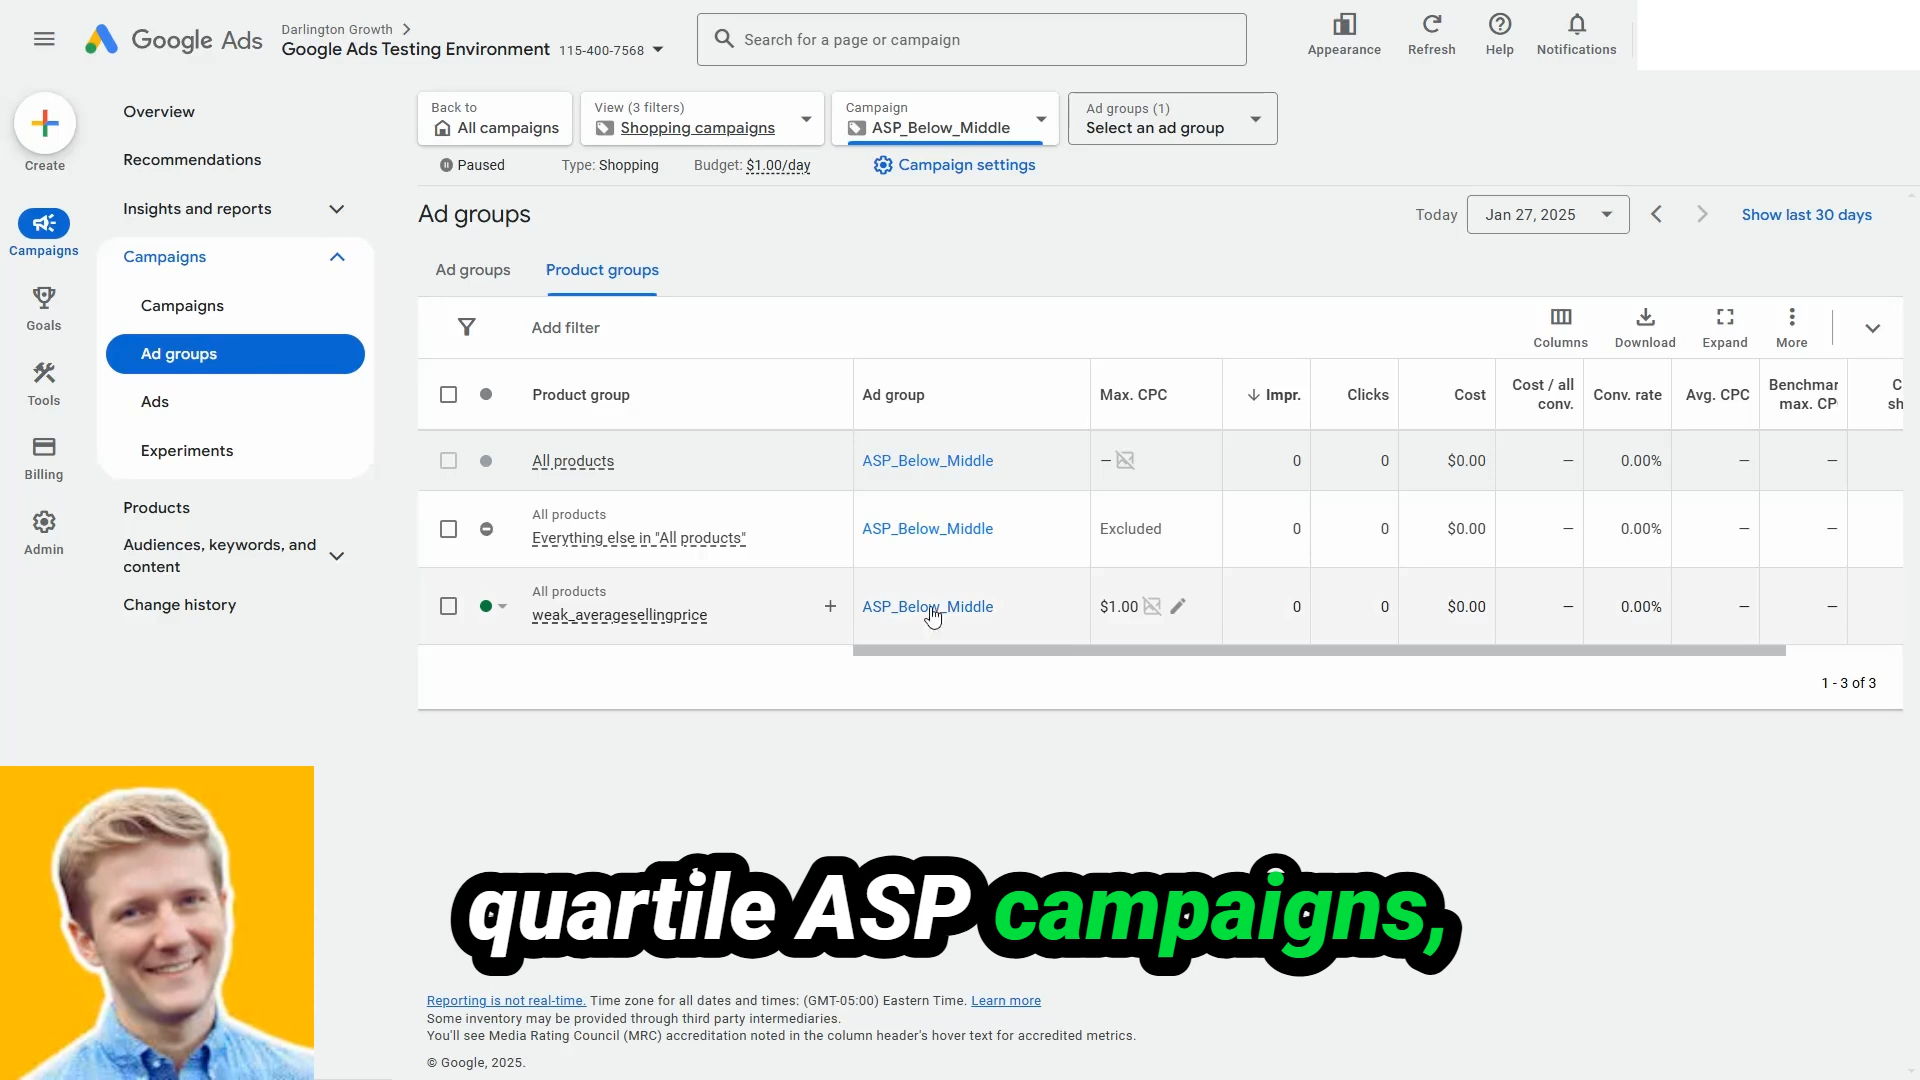 Google Ads
Darlington Growth
Google Ads Testing Environment 115-400-7568
Search for a page or campaign
Appearance
Refresh
Help
Notifications
Create
Campaigns
Goals
Tools
Billing
Admin
Overview
Recommendations
Insights and reports
Campaigns
Campaigns
Ad groups
Ads
Experiments
Products
Audiences, keywords, and
content
Change history
Back to
All campaigns
View (3 filters)
Shopping campaigns
Campaign
ASP_Below_Middle
Ad groups (1)
Select an ad group
Paused
Type: Shopping
Budget: $1.00/day
Campaign settings
Ad groups
Today
Jan 27, 2025
Show last 30 days
Ad groups
Product groups
Add filter
Columns
Download
Expand
More
Product group
Ad group
Max. CPC
Impr.
Clicks
Cost
Cost / all
conv.
Conv. rate
Avg. CPC
Benchmar
max. CP
C
sh
All products
ASP_Below_Middle
–
0
0
$0.00
–
0.00%
–
–
All products
Everything else in "All products"
ASP_Below_Middle
Excluded
0
0
$0.00
–
0.00%
–
–
All products
weak_averagesellingprice
ASP_Below_Middle
$1.00
0
0
$0.00
–
0.00%
–
–
1 - 3 of 3
quartile ASP campaigns,
Reporting is not real-time. Time zone for all dates and times: (GMT-05:00) Eastern Time. Learn more
Some inventory may be provided through third party intermediaries.
You'll see Media Rating Council (MRC) accreditation noted in the column header's hover text for accredited metrics.
© Google, 2025.